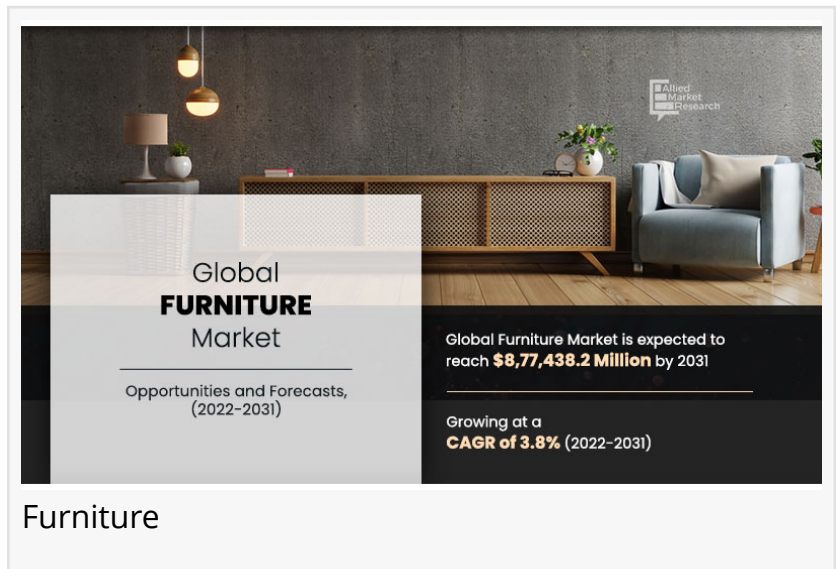 Allied
Market
Research
Global
FURNITURE
Market
Opportunities and Forecasts,
(2022-2031)
Global Furniture Market is expected to
reach $8,77,438.2 Million by 2031
Growing at a
CAGR of 3.8% (2022-2031)
Furniture